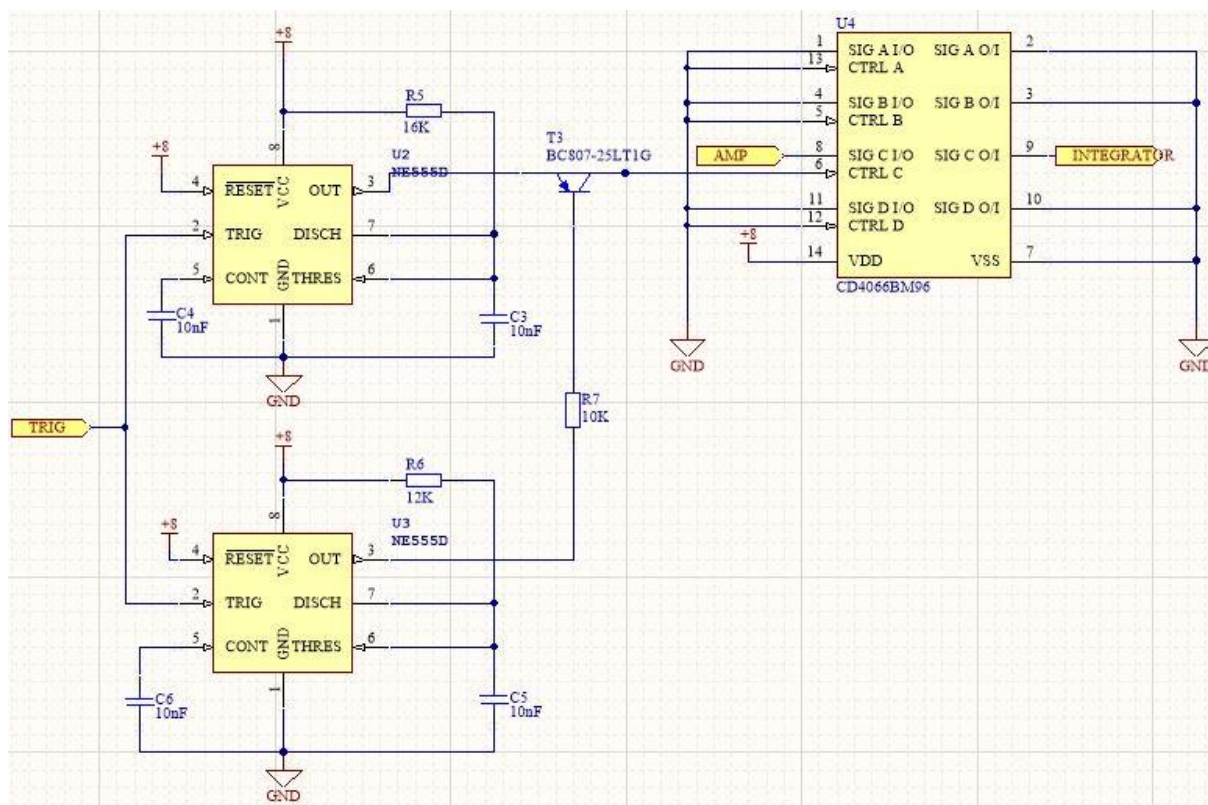 +8
R5
16K
+8
U2
NE555D
8
4
RESET
VCC
OUT
3
2
TRIG
DISCH
7
5
CONT
GND
THRES
6
1
C4
10nF
C3
10nF
GND
T3
BC807-25LT1G
R7
10K
TRIG
+8
R6
12K
+8
U3
NE555D
8
4
RESET
VCC
OUT
3
2
TRIG
DISCH
7
5
CONT
GND
THRES
6
1
C6
10nF
C5
10nF
GND
U4
1
SIG A I/O
SIG A O/I
2
13
CTRL A
4
SIG B I/O
SIG B O/I
3
5
CTRL B
AMP
8
SIG C I/O
SIG C O/I
9
INTEGRATOR
6
CTRL C
11
SIG D I/O
SIG D O/I
10
12
CTRL D
+8
14
VDD
VSS
7
CD4066BM96
GND
GND